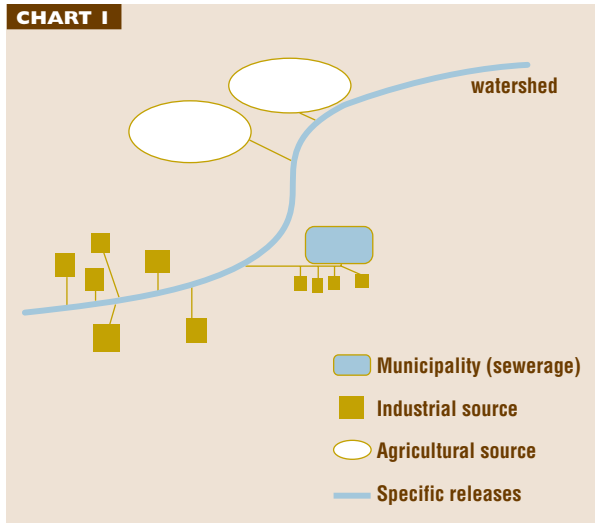 CHART I
watershed
Municipality (sewerage)
Industrial source
Agricultural source
Specific releases